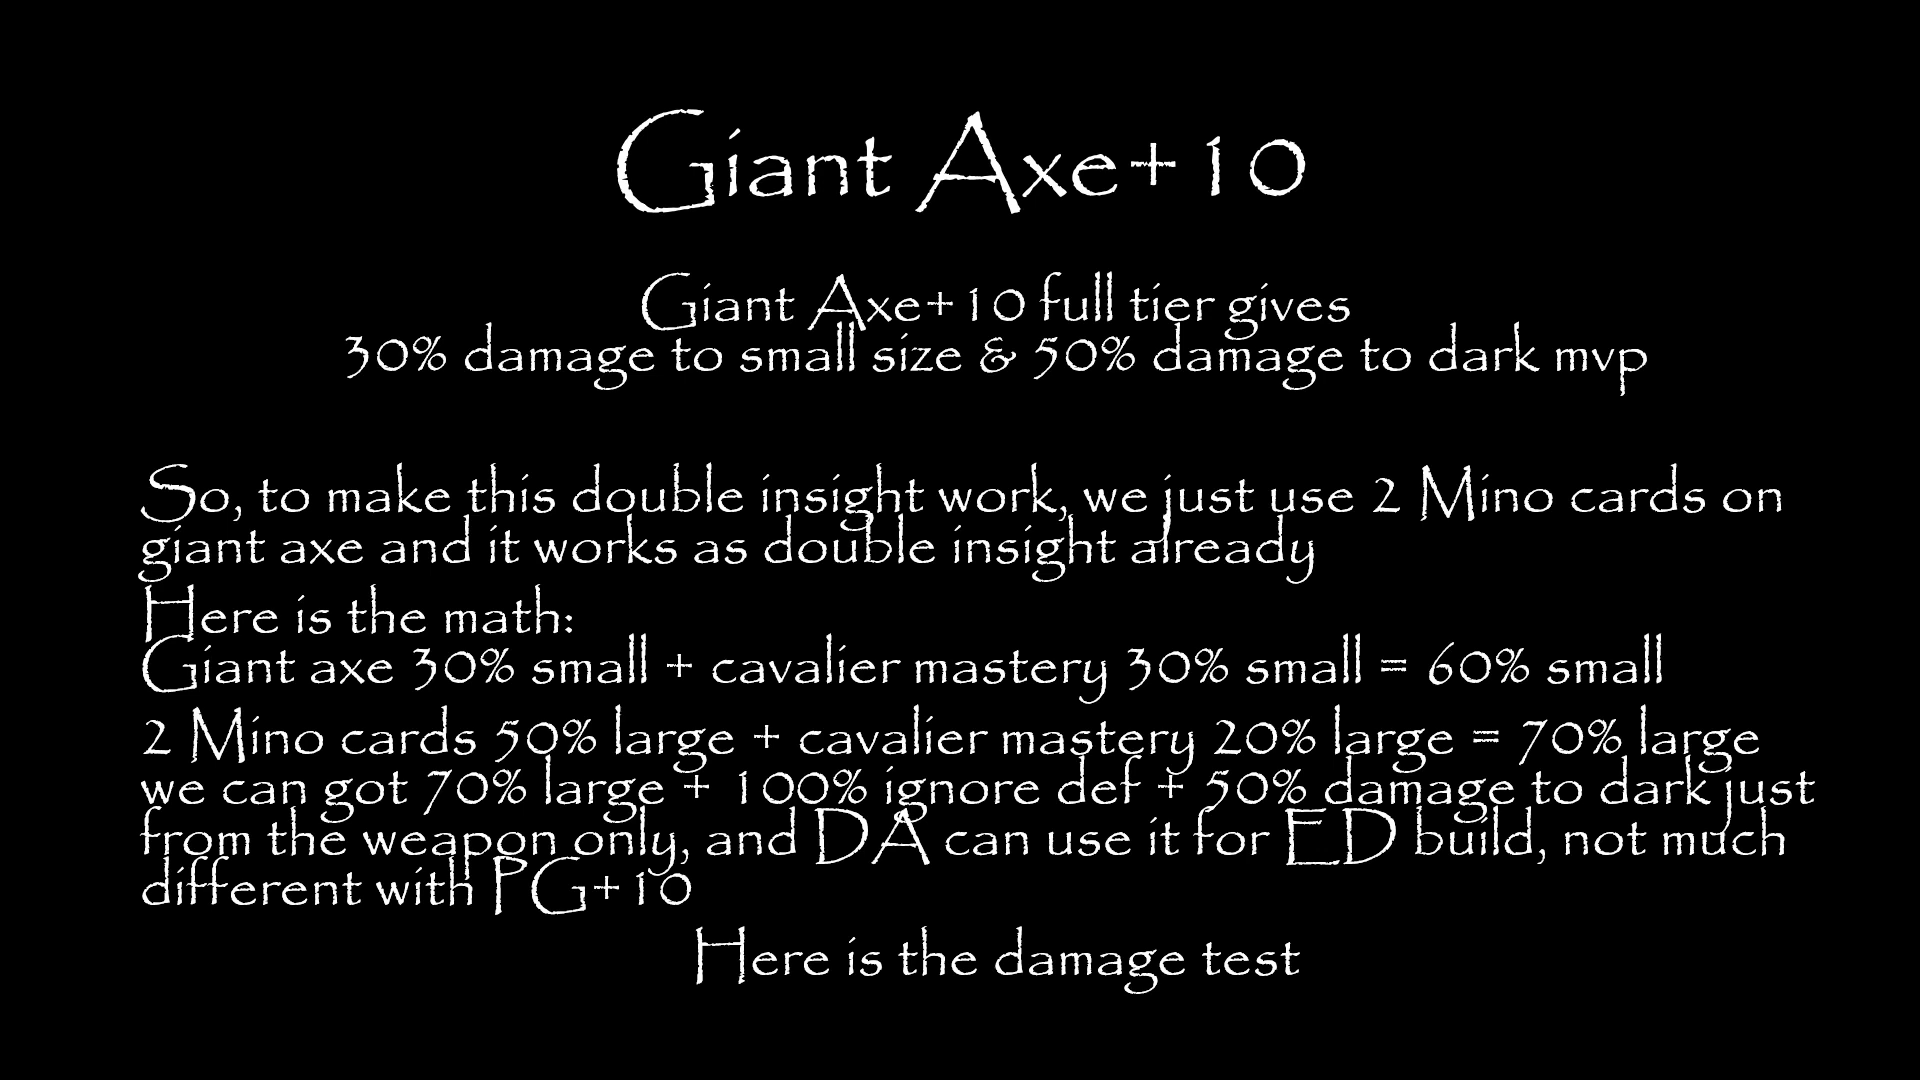 Giant Axe+10
Giant Axe+10 full tier gives
30% damage to small size & 50% damage to dark mvp
So, to make this double insight work, we just use 2 Mino cards on
giant axe and it works as double insight already
Here is the math:
Giant axe 30% small + cavalier mastery 30% small = 60% small
2 Mino cards 50% large + cavalier mastery 20% large = 70% large
we can got 70% large + 100% ignore def + 50% damage to dark just
from the weapon only, and DA can use it for ED build, not much
different with PG+10
Here is the damage test